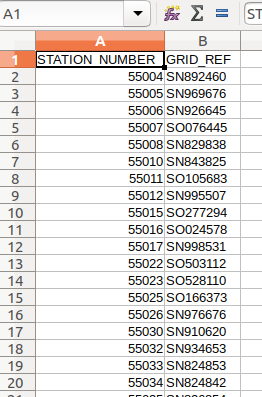 A1 Σ = ST
A B
1 STATION_NUMBER GRID_REF
2 55004 SN892460
3 55005 SN969676
4 55006 SN926645
5 55007 SO076445
6 55008 SN829838
7 55010 SN843825
8 55011 SO105683
9 55012 SN995507
10 55015 SO277294
11 55016 SO024578
12 55017 SN998531
13 55022 SO503112
14 55023 SO528110
15 55025 SO166373
16 55026 SN976676
17 55030 SN910620
18 55032 SN934653
19 55033 SN824853
20 55034 SN824842